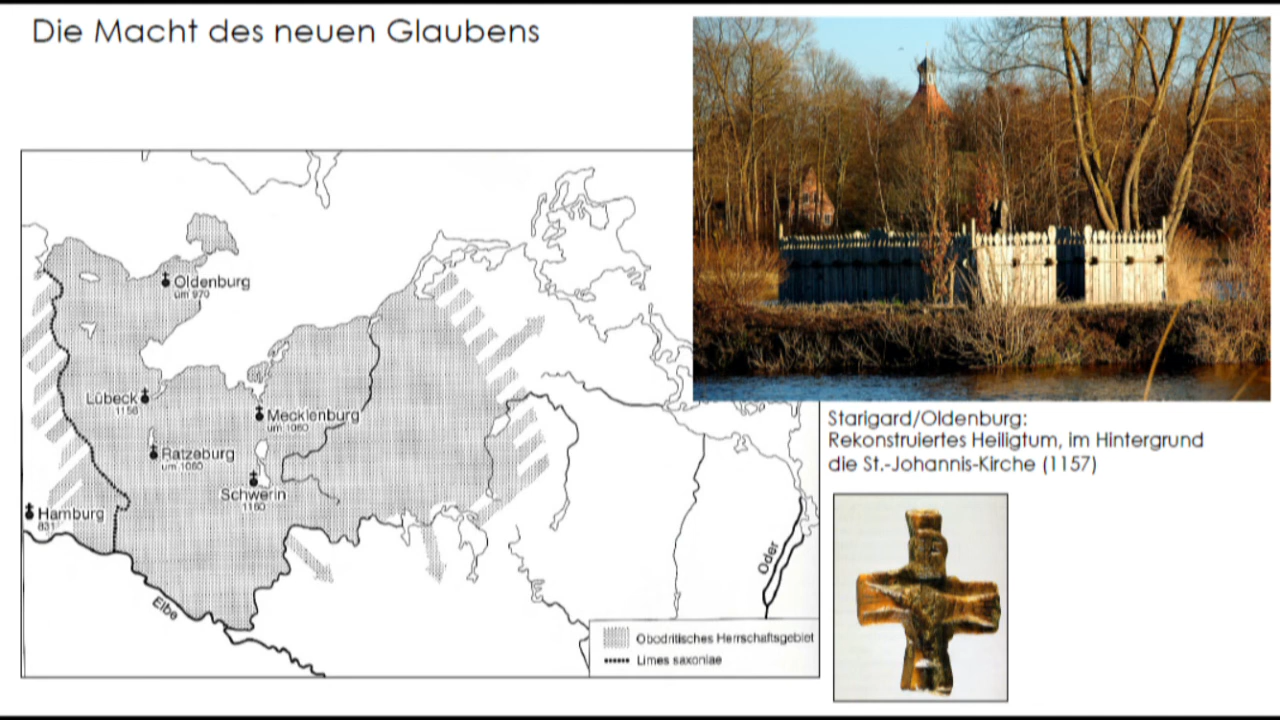 Die Macht des neuen Glaubens
Oldenburg
um 970
Lübeck
1156
Mecklenburg
um 1060
Ratzeburg
um 1060
Schwerin
1160
Hamburg
831
Elbe
Oder
Obodritisches Herrschaftsgebiet
Limes saxoniae
Starigard/Oldenburg:
Rekonstruiertes Heiligtum, im Hintergrund
die St.-Johannis-Kirche (1157)